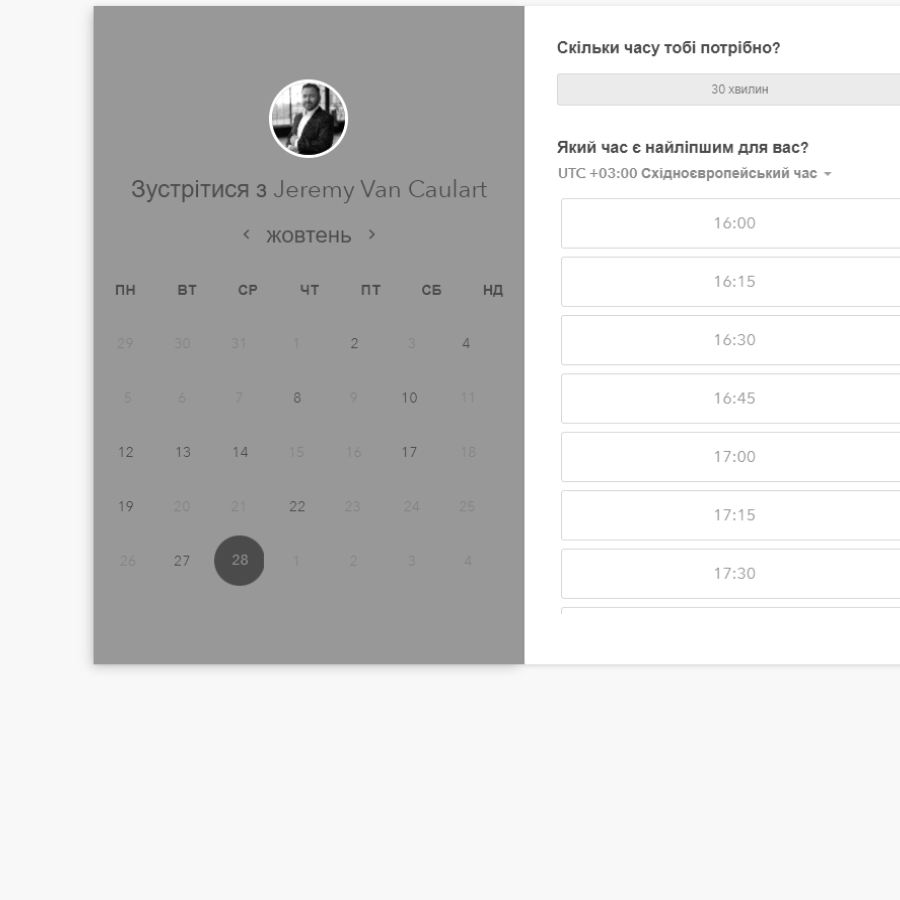 Зустрітися з Jeremy Van Caulart
жовтень
ПН ВТ СР ЧТ ПТ СБ НД
29 30 31 1 2 3 4
5 6 7 8 9 10 11
12 13 14 15 16 17 18
19 20 21 22 23 24 25
26 27 28 1 2 3 4
Скільки часу тобі потрібно?
30 хвилин
Який час є найліпшим для вас?
UTC +03:00 Східноєвропейський час
16:00
16:15
16:30
16:45
17:00
17:15
17:30